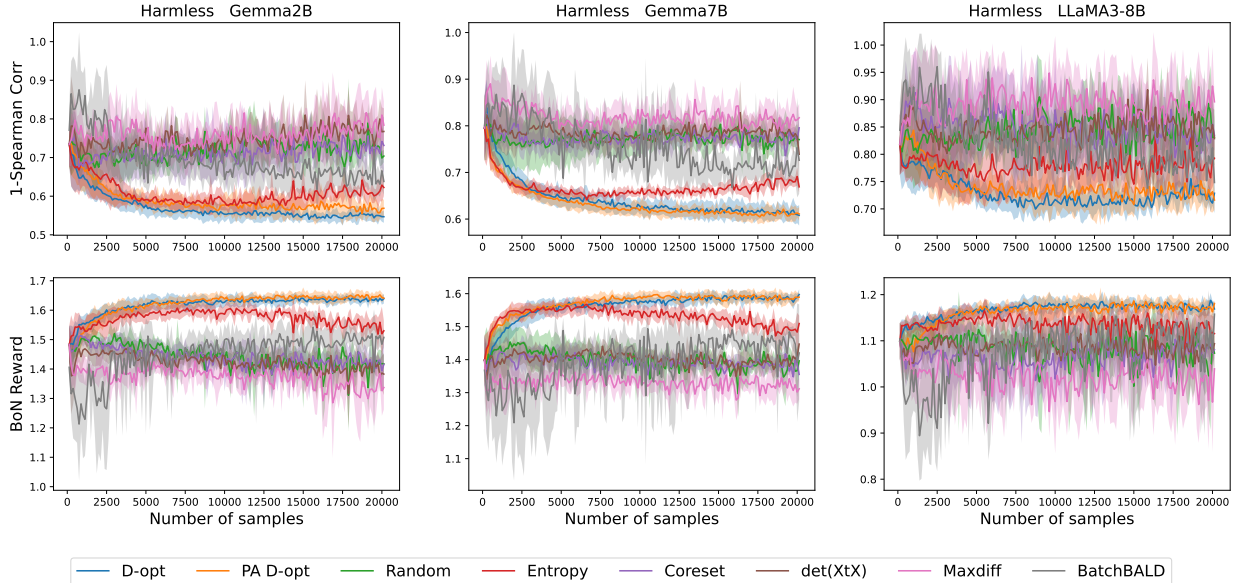 Harmless Gemma2B
Harmless Gemma7B
Harmless LLaMA3-8B
1-Spearman Corr
1.0
0.9
0.8
0.7
0.6
0.5
0 2500 5000 7500 10000 12500 15000 17500 20000
1.0
0.9
0.8
0.7
0.6
0 2500 5000 7500 10000 12500 15000 17500 20000
1.00
0.95
0.90
0.85
0.80
0.75
0.70
0 2500 5000 7500 10000 12500 15000 17500 20000
BoN Reward
1.7
1.6
1.5
1.4
1.3
1.2
1.1
1.0
0 2500 5000 7500 10000 12500 15000 17500 20000
Number of samples
1.6
1.5
1.4
1.3
1.2
1.1
0 2500 5000 7500 10000 12500 15000 17500 20000
Number of samples
1.2
1.1
1.0
0.9
0.8
0 2500 5000 7500 10000 12500 15000 17500 20000
Number of samples
D-opt PA D-opt Random Entropy Coreset det(XtX) Maxdiff BatchBALD